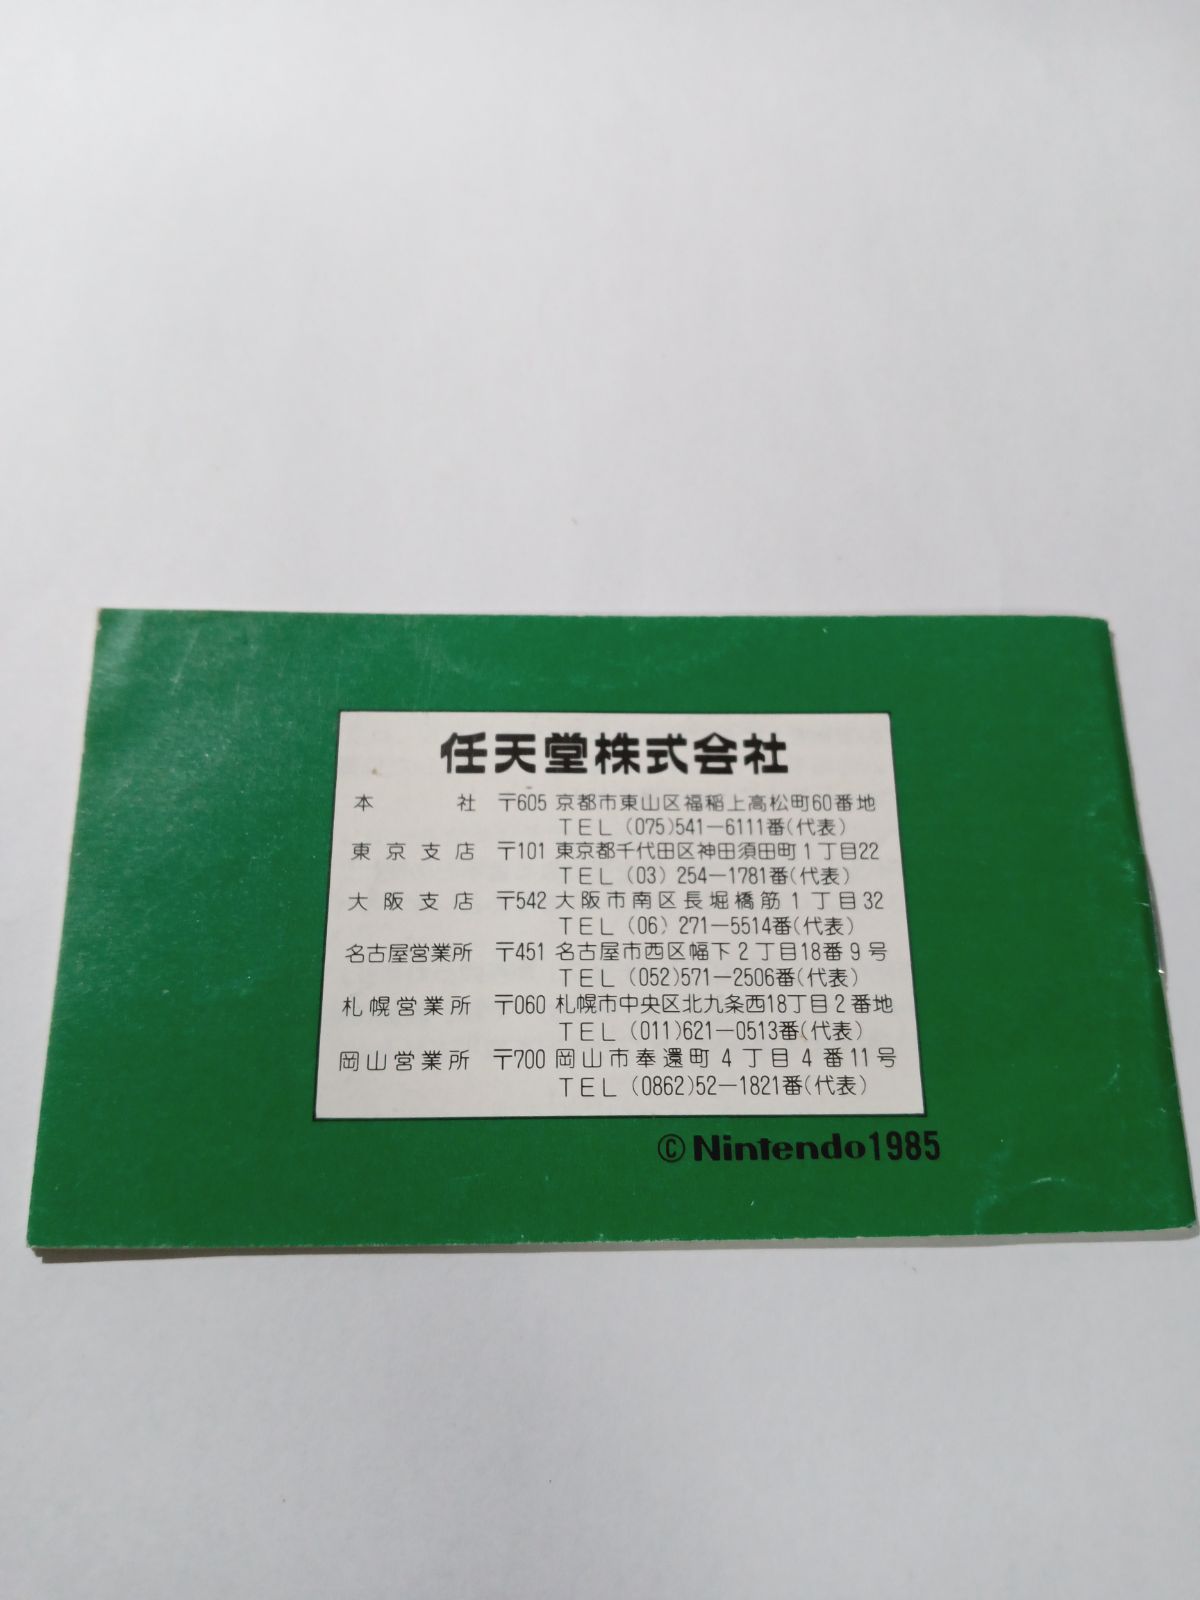 任天堂株式会社
本社 〒605 京都市東山区福稲上高松町60番地
TEL (075)541-6111番(代表)
東京支店 〒101 東京都千代田区神田須田町1丁目22
TEL (03) 254-1781番(代表)
大阪支店 〒542 大阪市南区長堀橋筋1丁目32
TEL (06) 271-5514番(代表)
名古屋営業所 〒451 名古屋市西区幅下2丁目18番9号
TEL (052)571-2506番(代表)
札幌営業所 〒060 札幌市中央区北九条西18丁目2番地
TEL (011)621-0513番(代表)
岡山営業所 〒700 岡山市奉還町4丁目4番11号
TEL (0862)52-1821番(代表)
©Nintendo1985